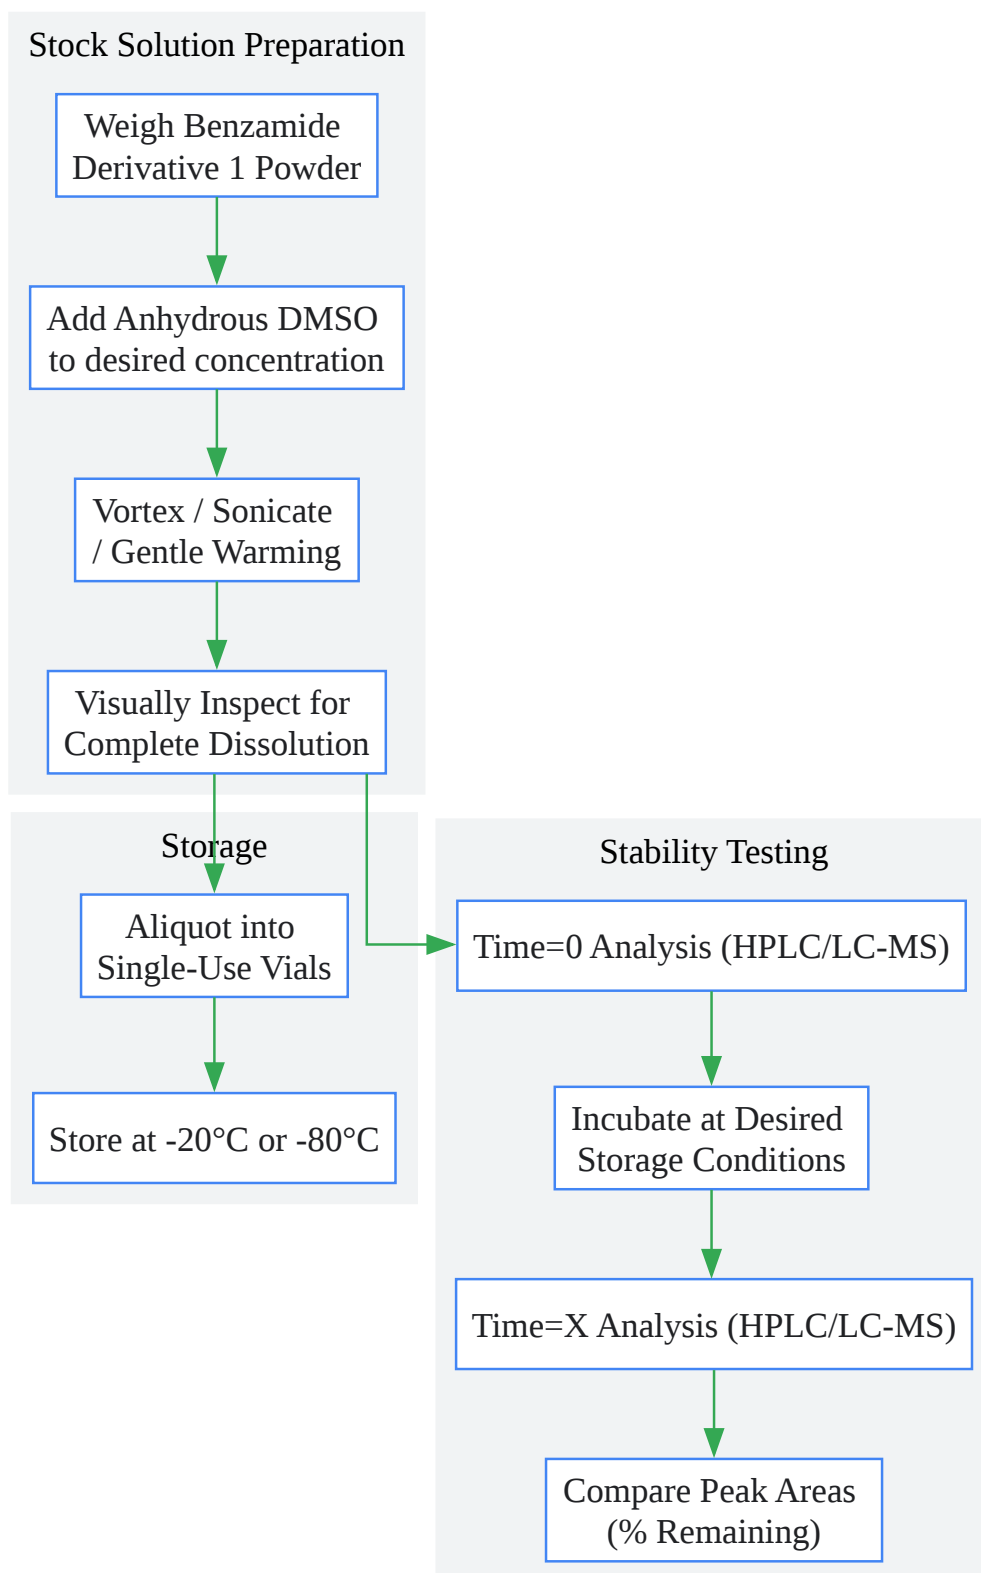 Stock Solution Preparation
Weigh Benzamide
Derivative 1 Powder
Add Anhydrous DMSO
to desired concentration
Vortex / Sonicate
/ Gentle Warming
Visually Inspect for
Complete Dissolution
Storage
Aliquot into
Single-Use Vials
Store at -20°C or -80°C
Stability Testing
Time=0 Analysis (HPLC/LC-MS)
Incubate at Desired
Storage Conditions
Time=X Analysis (HPLC/LC-MS)
Compare Peak Areas
(% Remaining)